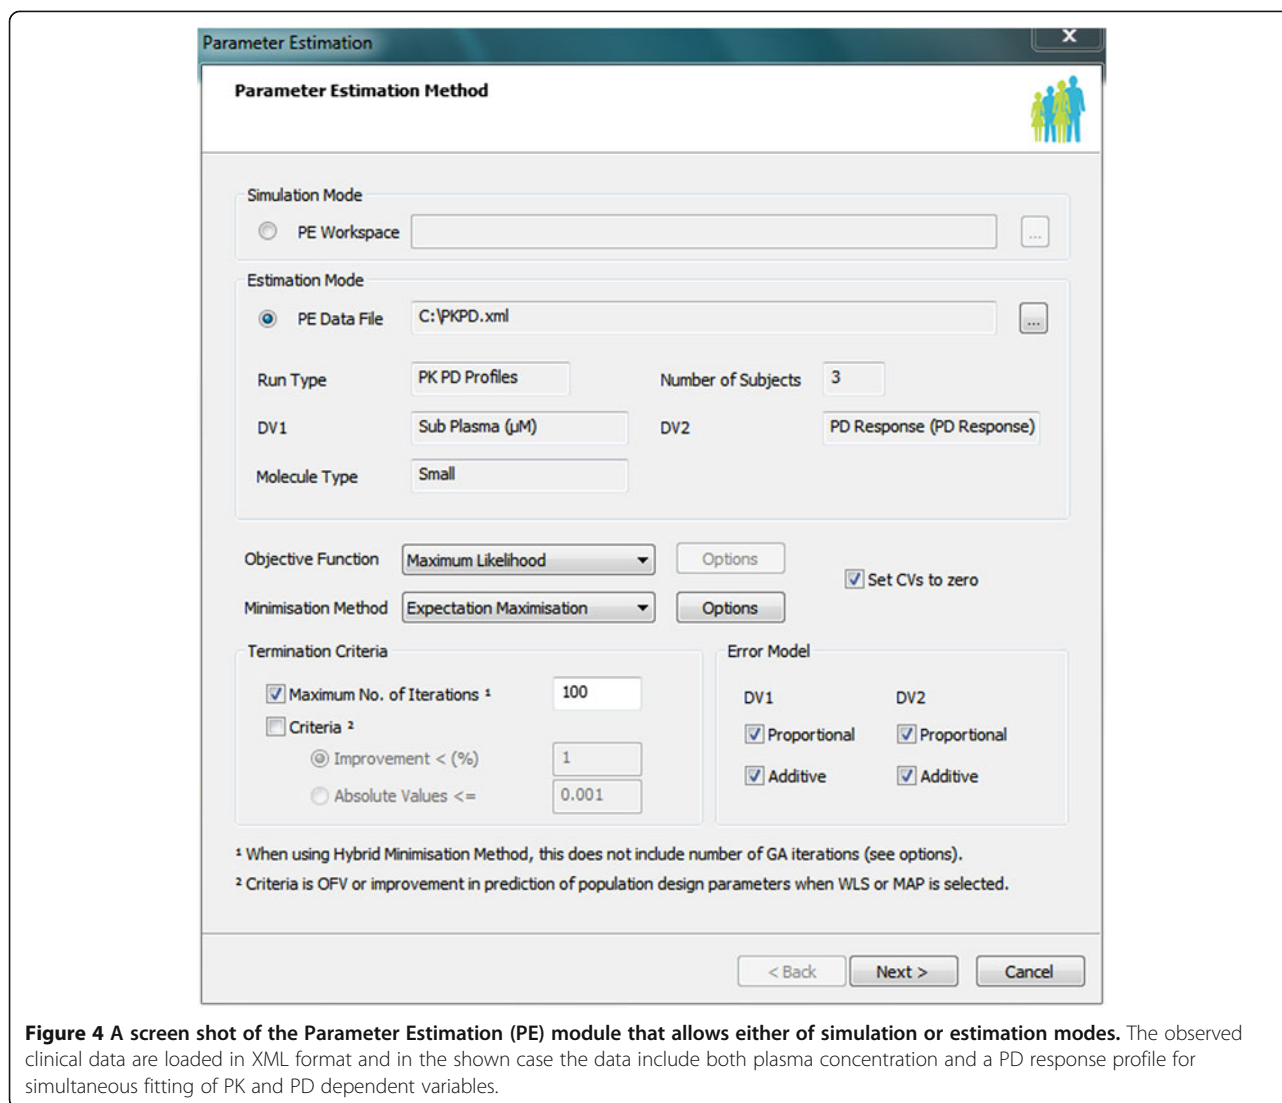 Parameter Estimation
X
Parameter Estimation Method
Simulation Mode
PE Workspace
...
Estimation Mode
PE Data File C:\PKPD.xml ...
Run Type PK PD Profiles Number of Subjects 3
DV1 Sub Plasma (µM) DV2 PD Response (PD Response)
Molecule Type Small
Objective Function Maximum Likelihood Options
Set CVs to zero
Minimisation Method Expectation Maximisation Options
Termination Criteria Error Model
Maximum No. of Iterations ¹ 100 DV1 DV2
Criteria ² Proportional Proportional
Improvement < (%) 1
Additive Additive
Absolute Values <= 0.001
¹ When using Hybrid Minimisation Method, this does not include number of GA iterations (see options).
² Criteria is OFV or improvement in prediction of population design parameters when WLS or MAP is selected.
< Back Next > Cancel
Figure 4 A screen shot of the Parameter Estimation (PE) module that allows either of simulation or estimation modes. The observed
clinical data are loaded in XML format and in the shown case the data include both plasma concentration and a PD response profile for
simultaneous fitting of PK and PD dependent variables.